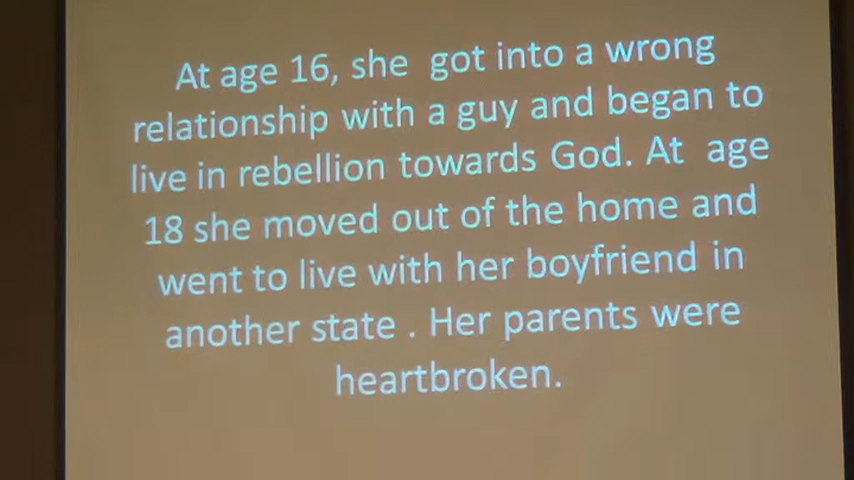 At age 16, she got into a wrong
relationship with a guy and began to
live in rebellion towards God. At age
18 she moved out of the home and
went to live with her boyfriend in
another state . Her parents were
heartbroken.